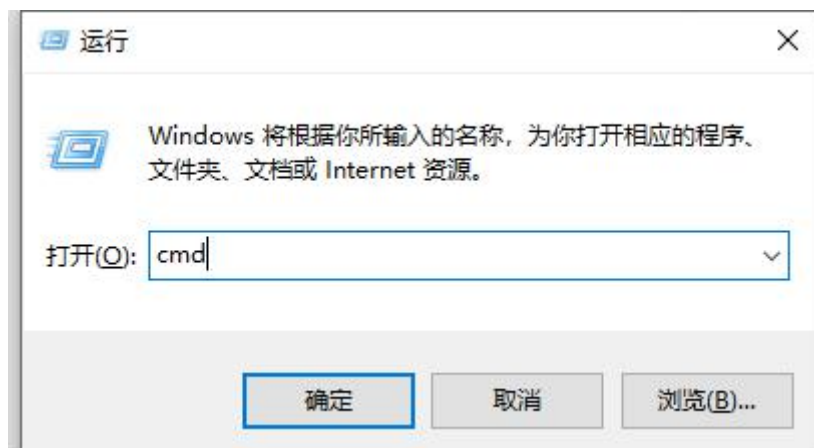 运行
Windows 将根据你所输入的名称，为你打开相应的程序、
文件夹、文档或 Internet 资源。
打开(O): cmd
确定 取消 浏览(B)...